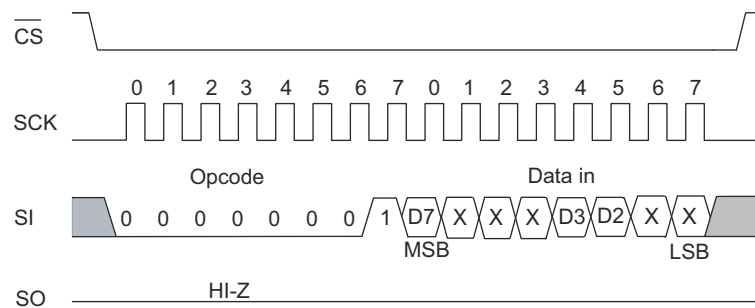 CS
0 1 2 3 4 5 6 7 0 1 2 3 4 5 6 7
SCK
Opcode Data in
SI 0 0 0 0 0 0 0 1 D7 X X X D3 D2 X X
MSB LSB
HI-Z
SO